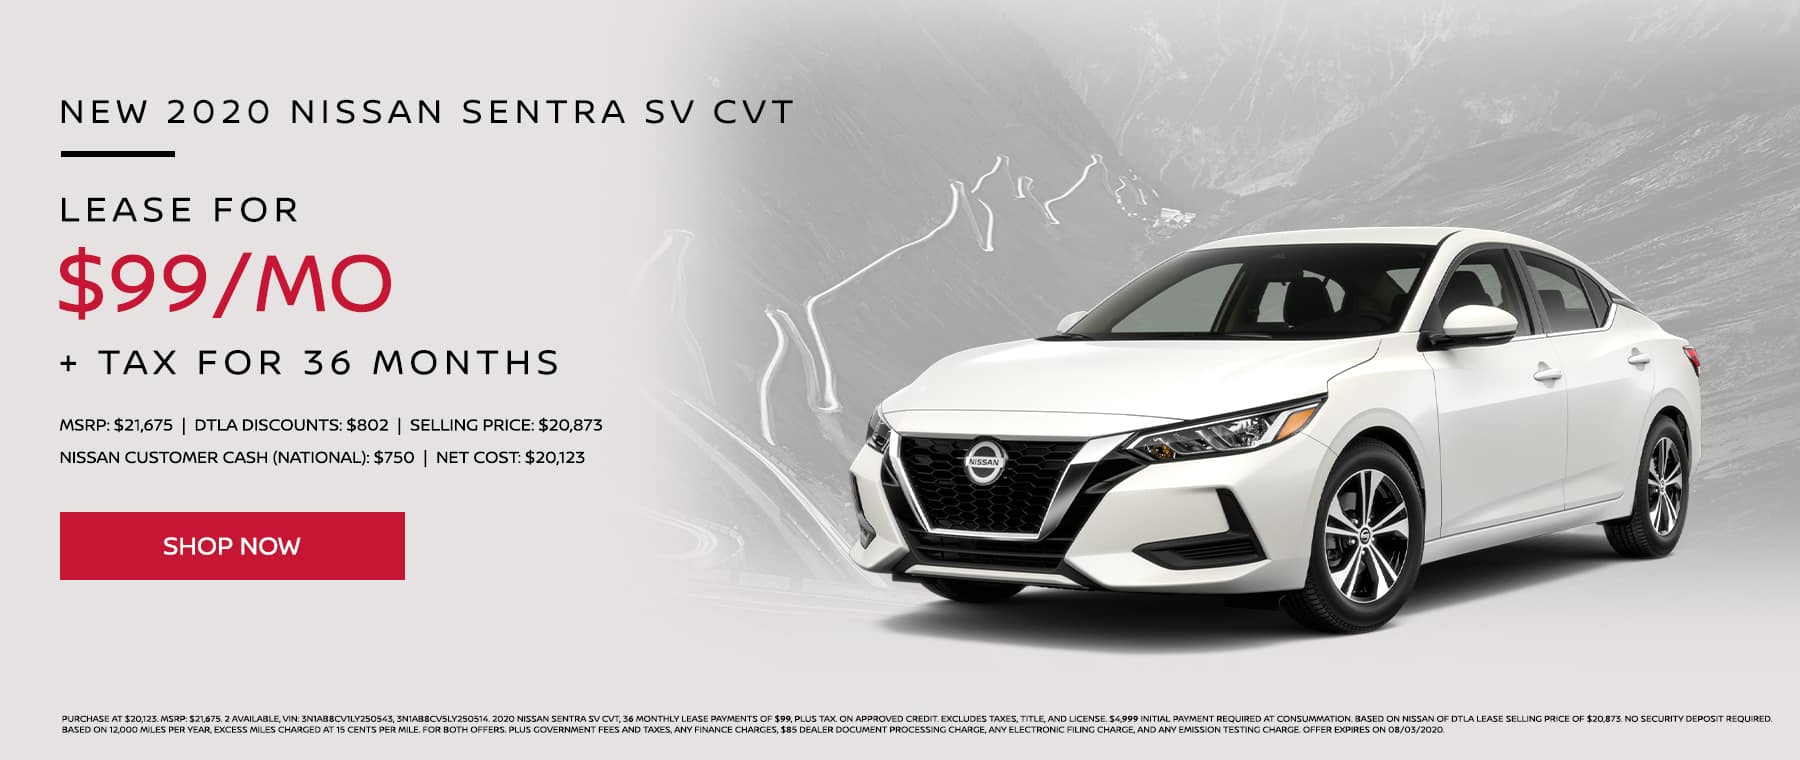 NEW 2020 NISSAN SENTRA SV CVT
LEASE FOR
$99/MO
+ TAX FOR 36 MONTHS
MSRP: $21,675 | DTLA DISCOUNTS: $802 | SELLING PRICE: $20,873
NISSAN CUSTOMER CASH (NATIONAL): $750 | NET COST: $20,123
SHOP NOW
NISSAN
PURCHASE AT $20,123. MSRP: $21,675. 2 AVAILABLE, VIN: 3N1AB8CV1LY250543, 3N1AB8CV5LY250514. 2020 NISSAN SENTRA SV CVT, 36 MONTHLY LEASE PAYMENTS OF $99, PLUS TAX. ON APPROVED CREDIT. EXCLUDES TAXES, TITLE, AND LICENSE. $4,999 INITIAL PAYMENT REQUIRED AT CONSUMMATION. BASED ON NISSAN OF DTLA LEASE SELLING PRICE OF $20,873. NO SECURITY DEPOSIT REQUIRED.
BASED ON 12,000 MILES PER YEAR, EXCESS MILES CHARGED AT 15 CENTS PER MILE. FOR BOTH OFFERS. PLUS GOVERNMENT FEES AND TAXES, ANY FINANCE CHARGES, $85 DEALER DOCUMENT PROCESSING CHARGE, ANY ELECTRONIC FILING CHARGE, AND ANY EMISSION TESTING CHARGE. OFFER EXPIRES ON 08/03/2020.